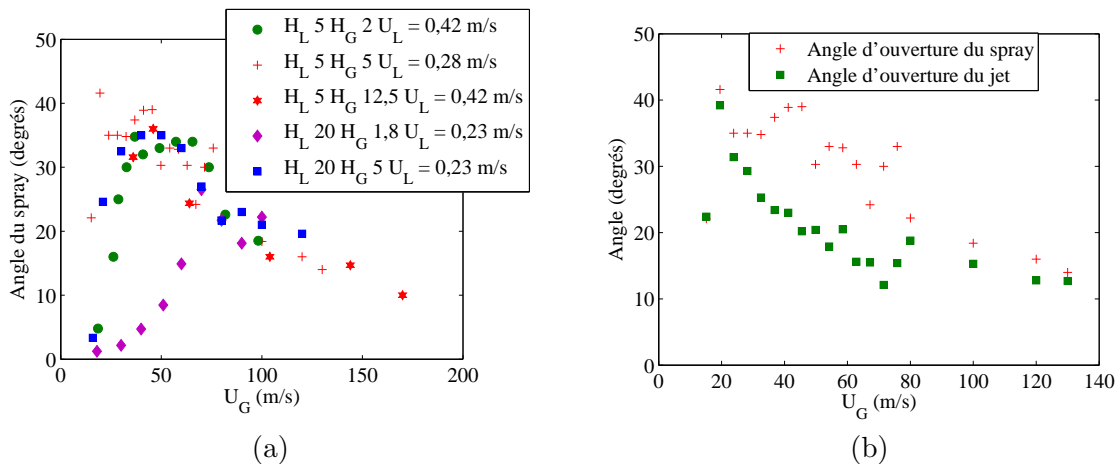 H_L 5 H_G 2 U_L = 0,42 m/s
H_L 5 H_G 5 U_L = 0,28 m/s
H_L 5 H_G 12,5 U_L = 0,42 m/s
H_L 20 H_G 1,8 U_L = 0,23 m/s
H_L 20 H_G 5 U_L = 0,23 m/s
Angle du spray (degrés)
50
40
30
20
10
0
0 50 100 150 200
U_G (m/s)
(a)
Angle d'ouverture du spray
Angle d'ouverture du jet
Angle (degrés)
50
40
30
20
10
0
0 20 40 60 80 100 120 140
U_G (m/s)
(b)